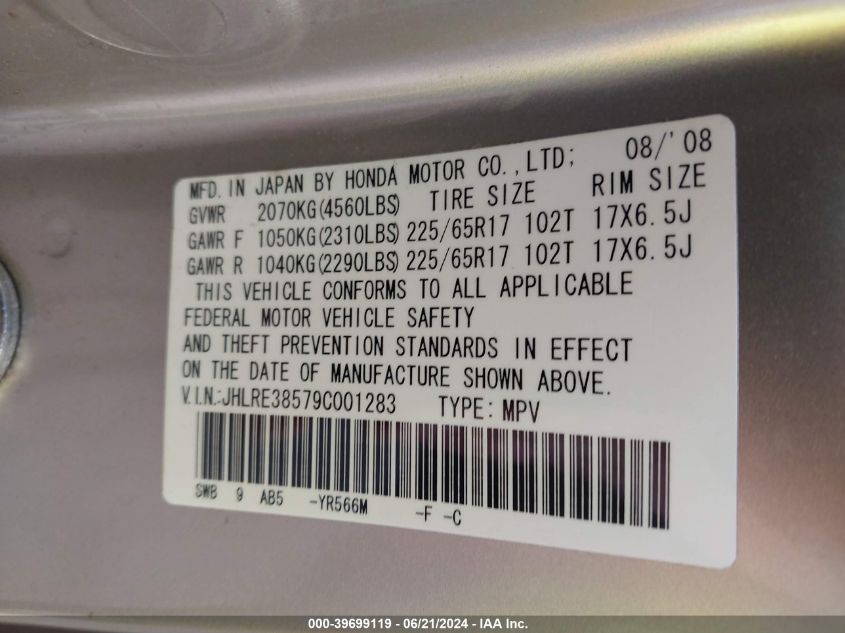 MFD. IN JAPAN BY HONDA MOTOR CO.,LTD; 08/'08
GVWR 2070KG(4560LBS) TIRE SIZE RIM SIZE
GAWR F 1050KG(2310LBS) 225/65R17 102T 17X6.5J
GAWR R 1040KG(2290LBS) 225/65R17 102T 17X6.5J
THIS VEHICLE CONFORMS TO ALL APPLICABLE
FEDERAL MOTOR VEHICLE SAFETY
AND THEFT PREVENTION STANDARDS IN EFFECT
ON THE DATE OF MANUFACTURE SHOWN ABOVE.
V.I.N.:JHLRE38579C001283 TYPE: MPV
SWB 9 AB5 -YR566M -F -C
000-39699119 / 06/21/2024 - IAA Inc.